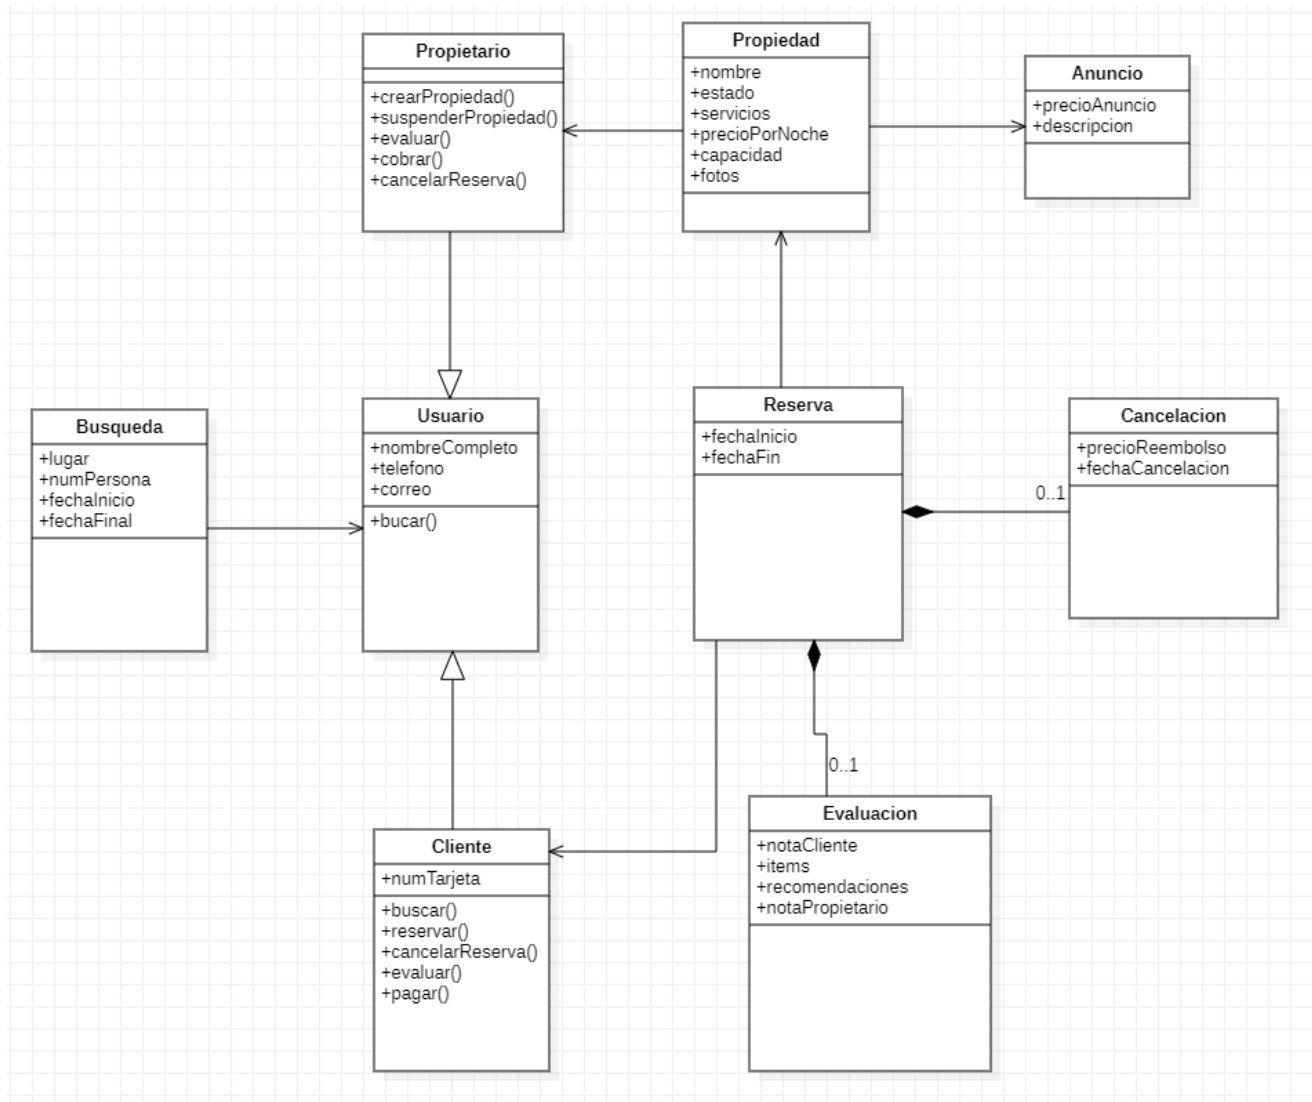 Propietario
+crearPropiedad()
+suspenderPropiedad()
+evaluar()
+cobrar()
+cancelarReserva()
Propiedad
+nombre
+estado
+servicios
+precioPorNoche
+capacidad
+fotos
Anuncio
+precioAnuncio
+descripcion
Busqueda
+lugar
+numPersona
+fechaInicio
+fechaFinal
Usuario
+nombreCompleto
+telefono
+correo
+bucar()
Reserva
+fechaInicio
+fechaFin
Cancelacion
+precioReembolso
+fechaCancelacion
0..1
0..1
Cliente
+numTarjeta
+buscar()
+reservar()
+cancelarReserva()
+evaluar()
+pagar()
Evaluacion
+notaCliente
+items
+recomendaciones
+notaPropietario